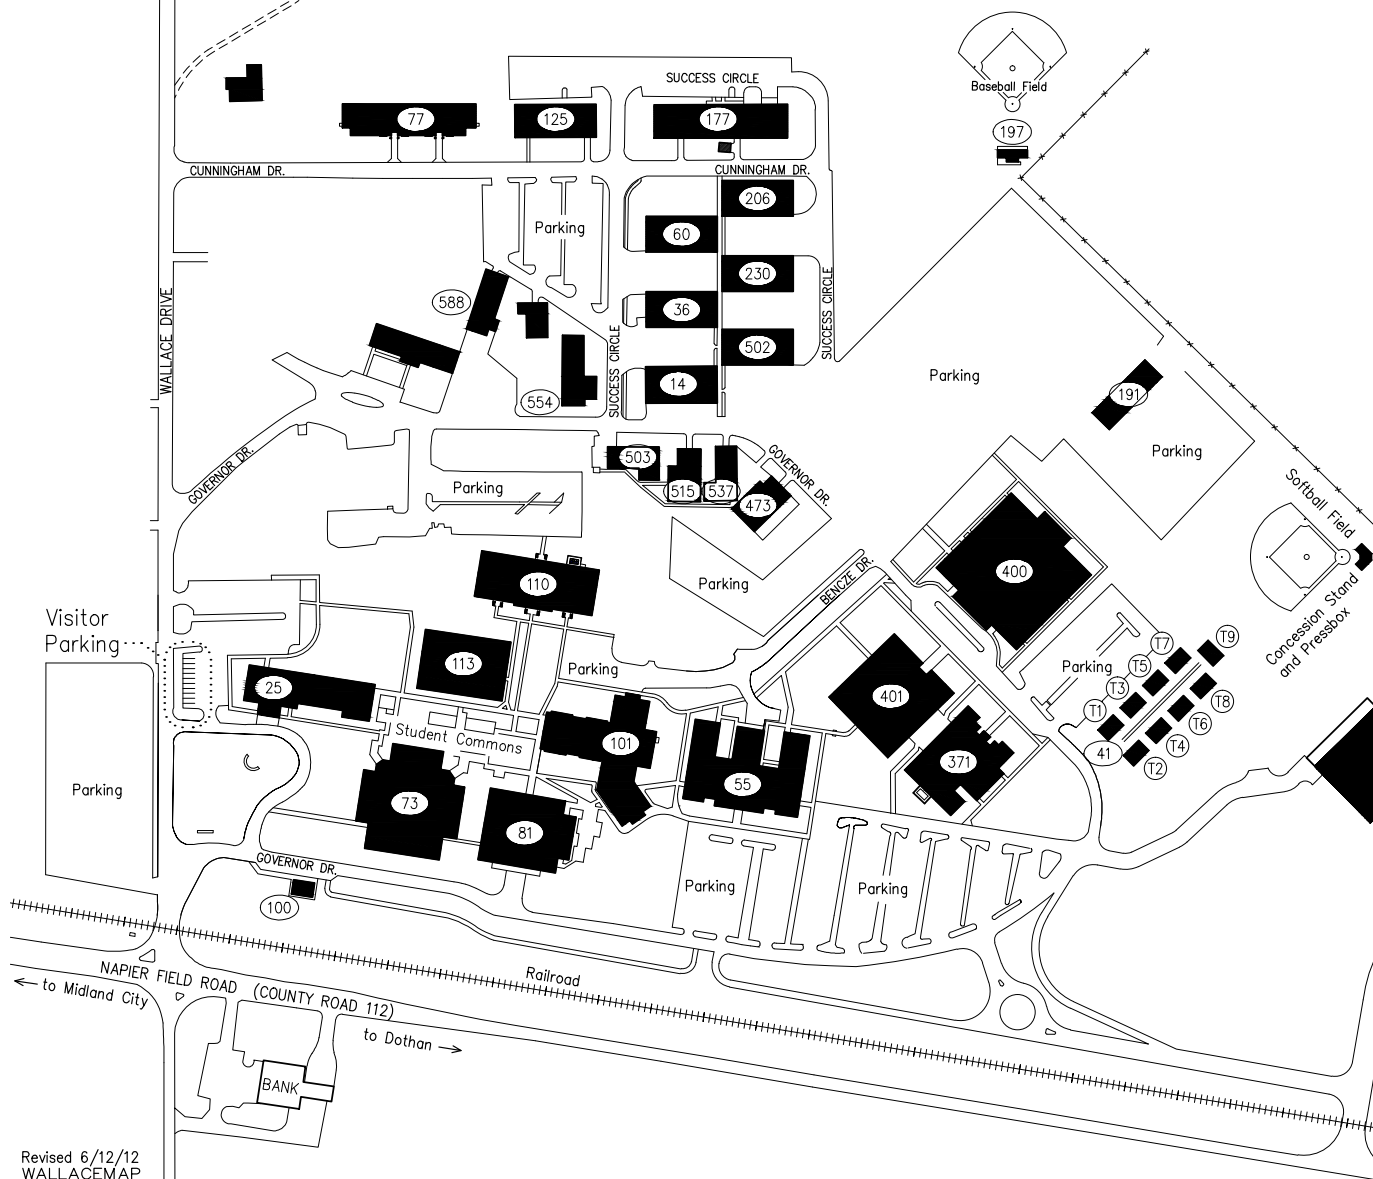 SUCCESS CIRCLE
Baseball Field
77
125
177
197
CUNNINGHAM DR.
CUNNINGHAM DR.
206
Parking
60
230
588
36
WALLACE DRIVE
SUCCESS CIRCLE
SUCCESS CIRCLE
502
14
Parking
554
191
503
GOVERNOR DR.
GOVERNOR DR.
Parking
Parking
515
537
473
Softball Field
400
110
Parking
BENCZE DR.
Concession Stand
and Pressbox
Visitor
Parking
113
Parking
25
401
Parking
T9
T7
T5
T3
T1
T8
T6
T4
T2
41
Student Commons
101
371
55
Parking
73
81
GOVERNOR DR.
Parking
Parking
100
Railroad
NAPIER FIELD ROAD (COUNTY ROAD 112)
to Midland City
to Dothan
BANK
Revised 6/12/12
WALLACEMAP